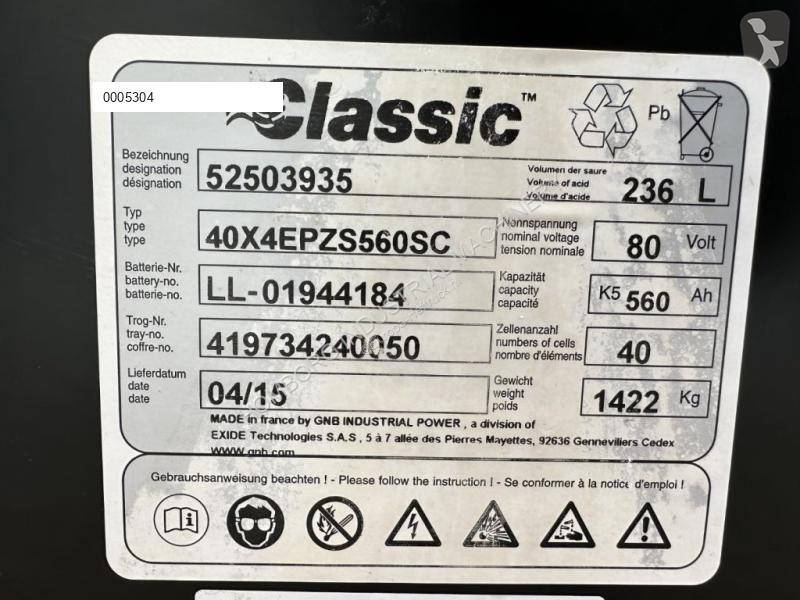 0005304
Classic™
Pb
Bezeichnung
designation
désignation
52503935
Volumen der saure
Volume of acid
Volume d'acide
236 L
Typ
type
type
40X4EPZS560SC
Nennspannung
nominal voltage
tension nominale
80 Volt
Batterie-Nr.
battery-no.
batterie-no.
LL-01944184
Kapazität
capacity
capacité
K5 560 Ah
Trog-Nr.
tray-no.
coffre-no.
419734240050
Zellenanzahl
numbers of cells
nombre d'éléments
40
Lieferdatum
date
date
04/15
Gewicht
weight
poids
1422 Kg
MADE in france by GNB INDUSTRIAL POWER , a division of
EXIDE Technologies S.A.S , 5 à 7 allée des Pierres Mayettes, 92636 Gennevilliers Cedex
www.gnb.com
Gebrauchsanweisung beachten ! - Please follow the instruction ! - Se conformer à la notice d'emploi !